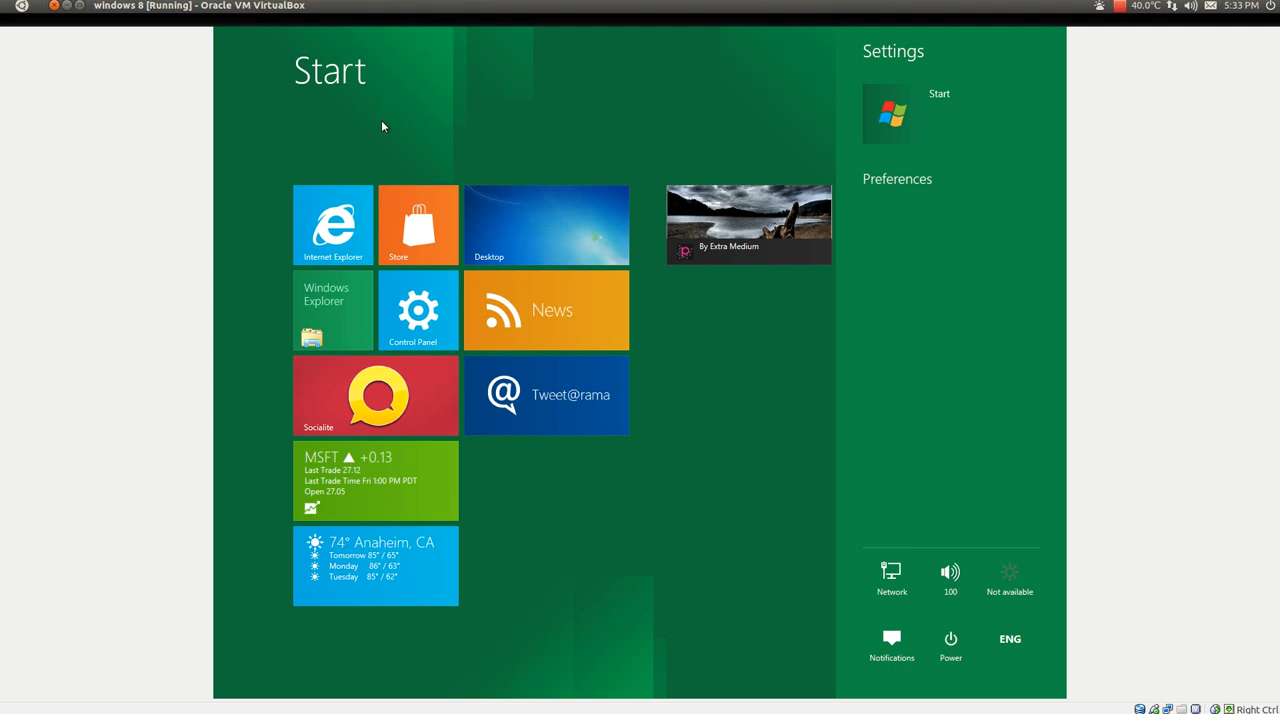 windows 8 [Running] - Oracle VM VirtualBox
40.0°C
5:33 PM
Start
Internet Explorer
Store
Desktop
Windows
Explorer
Control Panel
News
Socialite
Tweet@rama
MSFT ▲ +0.13
Last Trade 27.12
Last Trade Time Fri 1:00 PM PDT
Open 27.05
74° Anaheim, CA
Tomorrow 85° / 65°
Monday 86° / 63°
Tuesday 85° / 62°
By Extra Medium
Settings
Start
Preferences
Network
100
Not available
Notifications
Power
ENG
Right Ctrl